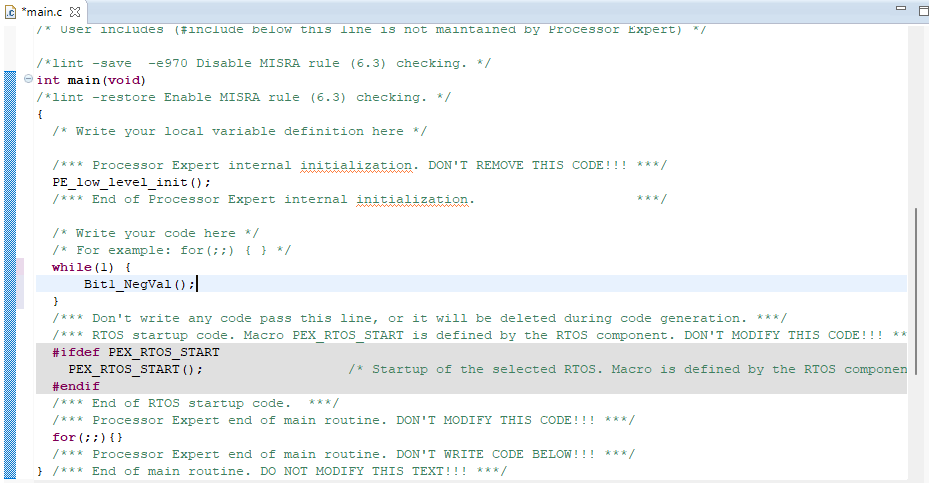 *main.c
/* User includes (#include below this line is not maintained by Processor Expert) */
/*lint -save  -e970 Disable MISRA rule (6.3) checking. */
int main(void)
/*lint -restore Enable MISRA rule (6.3) checking. */
{
/* Write your local variable definition here */
/*** Processor Expert internal initialization. DON'T REMOVE THIS CODE!!! ***/
PE_low_level_init();
/*** End of Processor Expert internal initialization.                    ***/
/* Write your code here */
/* For example: for(;;) { } */
while(1) {
Bit1_NegVal();
}
/*** Don't write any code pass this line, or it will be deleted during code generation. ***/
/*** RTOS startup code. Macro PEX_RTOS_START is defined by the RTOS component. DON'T MODIFY THIS CODE!!! **
#ifdef PEX_RTOS_START
PEX_RTOS_START();                  /* Startup of the selected RTOS. Macro is defined by the RTOS componen
#endif
/*** End of RTOS startup code.  ***/
/*** Processor Expert end of main routine. DON'T MODIFY THIS CODE!!! ***/
for(;;){}
/*** Processor Expert end of main routine. DON'T WRITE CODE BELOW!!! ***/
} /*** End of main routine. DO NOT MODIFY THIS TEXT!!! ***/